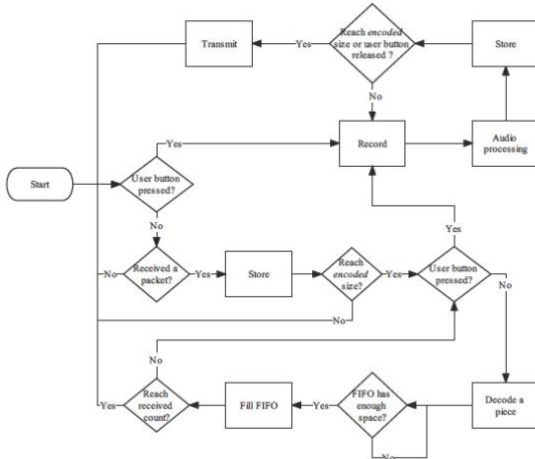 Transmit
Yes
Reach encoded
size or user button
released ?
Store
No
Yes
Record
Audio
processing
Start
User button
pressed?
No
Yes
No
Received a
packet?
Yes
Store
Reach
encoded
size?
Yes
User button
pressed?
No
No
No
Yes
Reach
received
count?
Fill FIFO
Yes
FIFO has
enough
space?
No
Decode a
piece